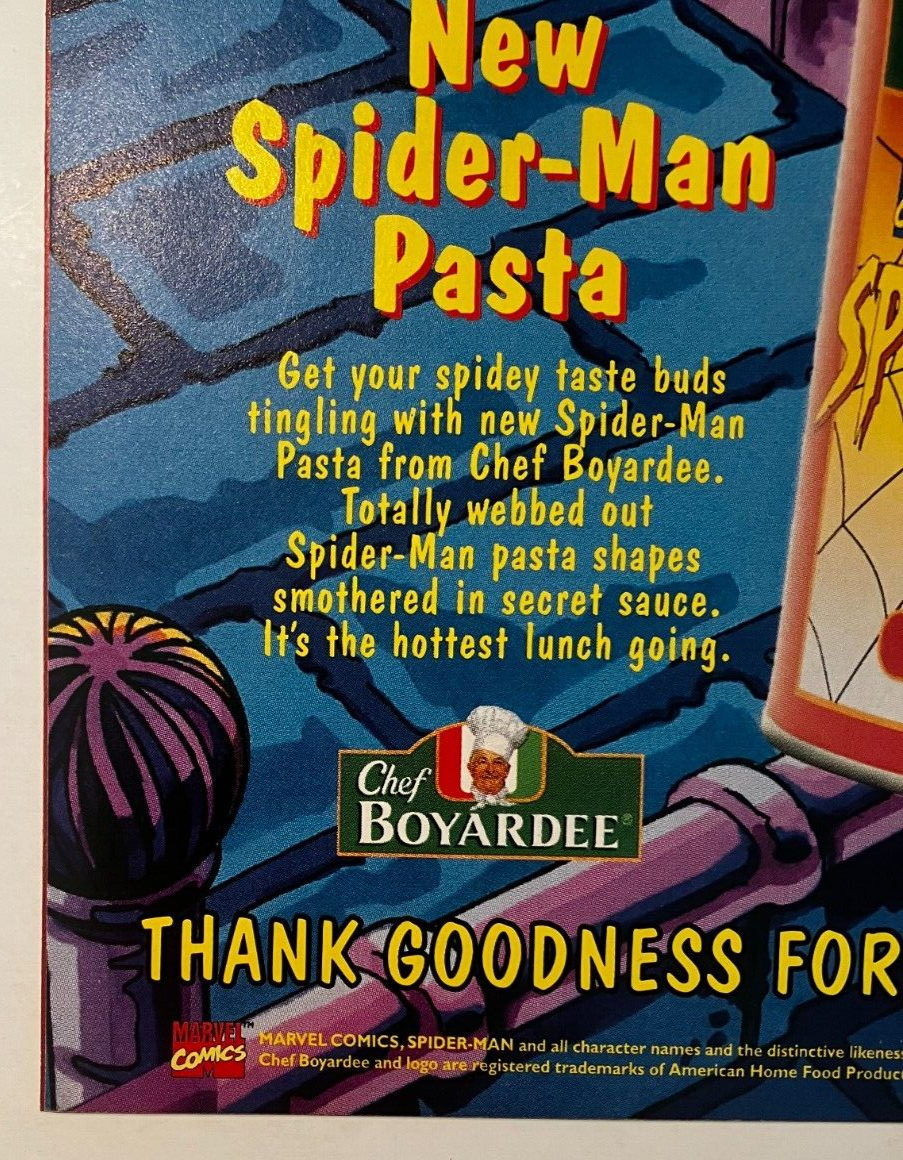 New
Spider-Man
Pasta
Get your spidey taste buds
tingling with new Spider-Man
Pasta from Chef Boyardee.
Totally webbed out
Spider-Man pasta shapes
smothered in secret sauce.
It's the hottest lunch going.
SP
Chef
BOYARDEE®
THANK GOODNESS FOR
MARVEL™
COMICS
M
MARVEL COMICS, SPIDER-MAN and all character names and the distinctive likeness
Chef Boyardee and logo are registered trademarks of American Home Food Produc